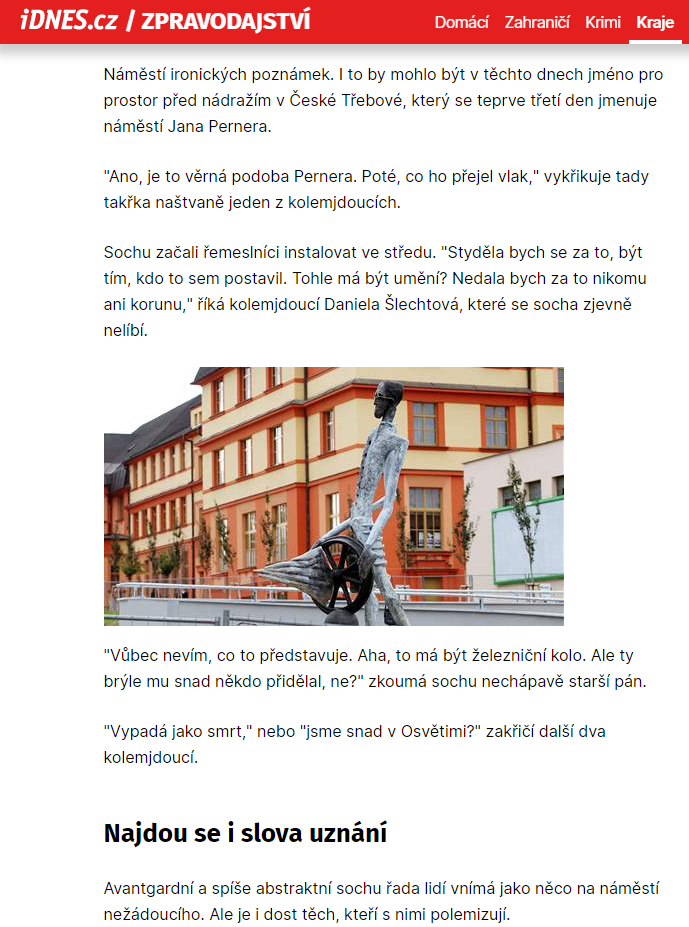 iDNES.cz / ZPRAVODAJSTVÍ Domácí Zahraničí Krimi Kraje
Náměstí ironických poznámek. I to by mohlo být v těchto dnech jméno pro
prostor před nádražím v České Třebové, který se teprve třetí den jmenuje
náměstí Jana Pernera.
"Ano, je to věrná podoba Pernera. Poté, co ho přejel vlak," vykřikuje tady
takřka naštvaně jeden z kolemjdoucích.
Sochu začali řemeslníci instalovat ve středu. "Styděla bych se za to, být
tím, kdo to sem postavil. Tohle má být umění? Nedala bych za to nikomu
ani korunu," říká kolemjdoucí Daniela Šlechtová, které se socha zjevně
nelíbí.
"Vůbec nevím, co to představuje. Aha, to má být železniční kolo. Ale ty
brýle mu snad někdo přidělal, ne?" zkoumá sochu nechápavě starší pán.
"Vypadá jako smrt," nebo "jsme snad v Osvětimi?" zakřičí další dva
kolemjdoucí.
Najdou se i slova uznání
Avantgardní a spíše abstraktní sochu řada lidí vnímá jako něco na náměstí
nežádoucího. Ale je i dost těch, kteří s nimi polemizují.